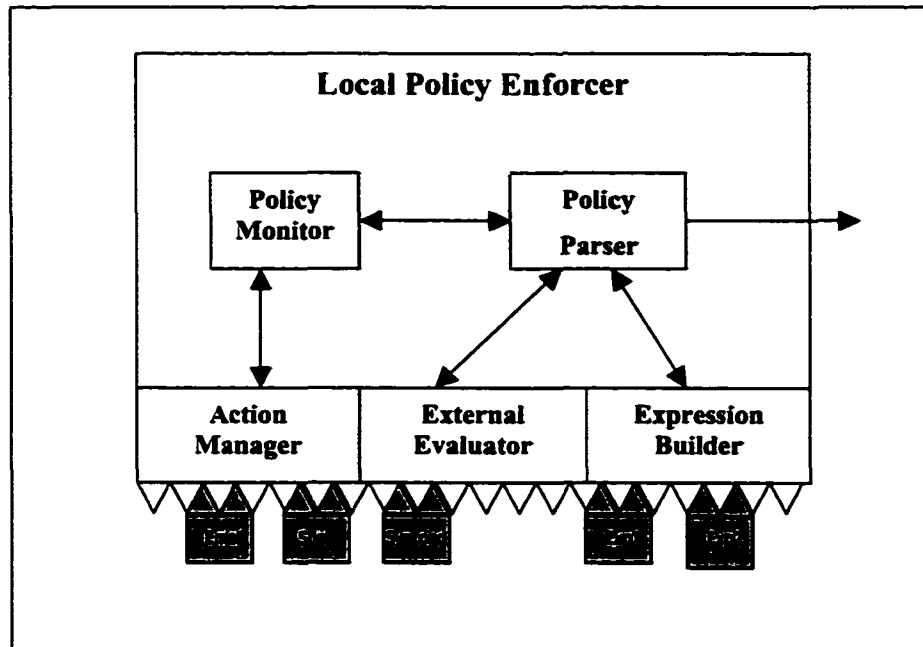 Local Policy Enforcer
Policy
Monitor
Policy
Parser
Action
Manager
External
Evaluator
Expression
Builder